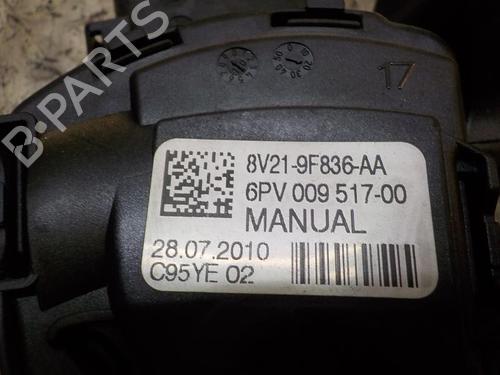 17
B-PARTS
8V21-9F836-AA
6PV 009 517-00
MANUAL
28.07.2010
C95YE 02